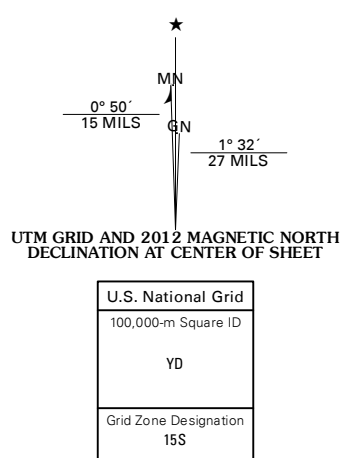 MN
0° 50´
15 MILS
GN
1° 32´
27 MILS
UTM GRID AND 2012 MAGNETIC NORTH
DECLINATION AT CENTER OF SHEET
U.S. National Grid
100,000-m Square ID
YD
Grid Zone Designation
15S